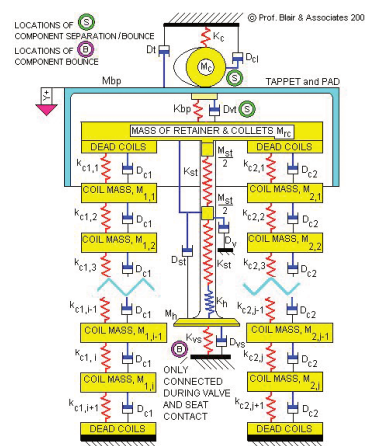 LOCATIONS OF S
COMPONENT SEPARATION/BOUNCE
LOCATIONS OF B
COMPONENT BOUNCE
© Prof. Blair & Associates 200
Kc
Dt
Dcl
Mc
S
Mbp
TAPPET and PAD
Y+
Kbp
Dvt
S
MASS OF RETAINER & COLLETS Mrc
DEAD COILS
DEAD COILS
Mst
2
kc1,1
Dc1
Kst
kc2,1
Dc2
COIL MASS, M1,1
COIL MASS, M2,1
Mst
2
kc1,2
Dc1
kc2,2
Dc2
COIL MASS, M1,2
Dv
COIL MASS, M2,2
kc1,3
Dc1
Dst
Kst
kc2,3
Dc2
Kh
kc1,i-1
Dc1
Mh
kc2,j-1
Dc2
COIL MASS, M1,i-1
COIL MASS, M2,j-1
Kvs
Dvs
B
kc1, i
Dc1
kc2,j
Dc2
ONLY
CONNECTED
DURING VALVE
AND SEAT
CONTACT
COIL MASS, M1,i
COIL MASS, M2,j
kc1,i+1
Dc1
kc2,j+1
Dc2
DEAD COILS
DEAD COILS